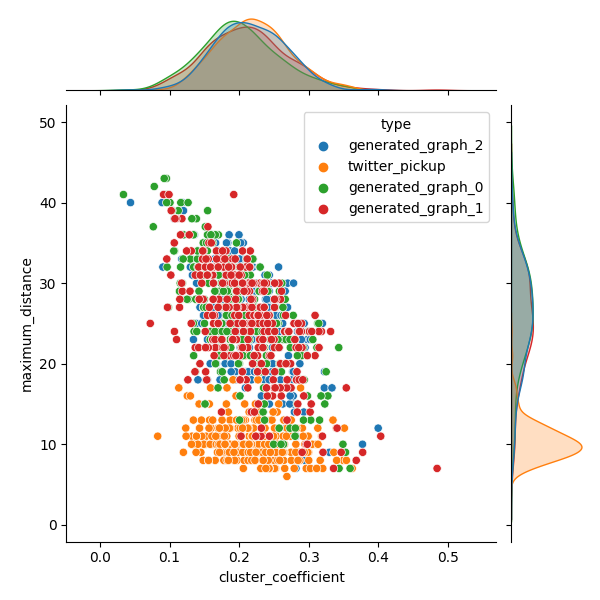 type
generated_graph_2
twitter_pickup
generated_graph_0
generated_graph_1
50
40
30
20
10
0
maximum_distance
0.0 0.1 0.2 0.3 0.4 0.5
cluster_coefficient